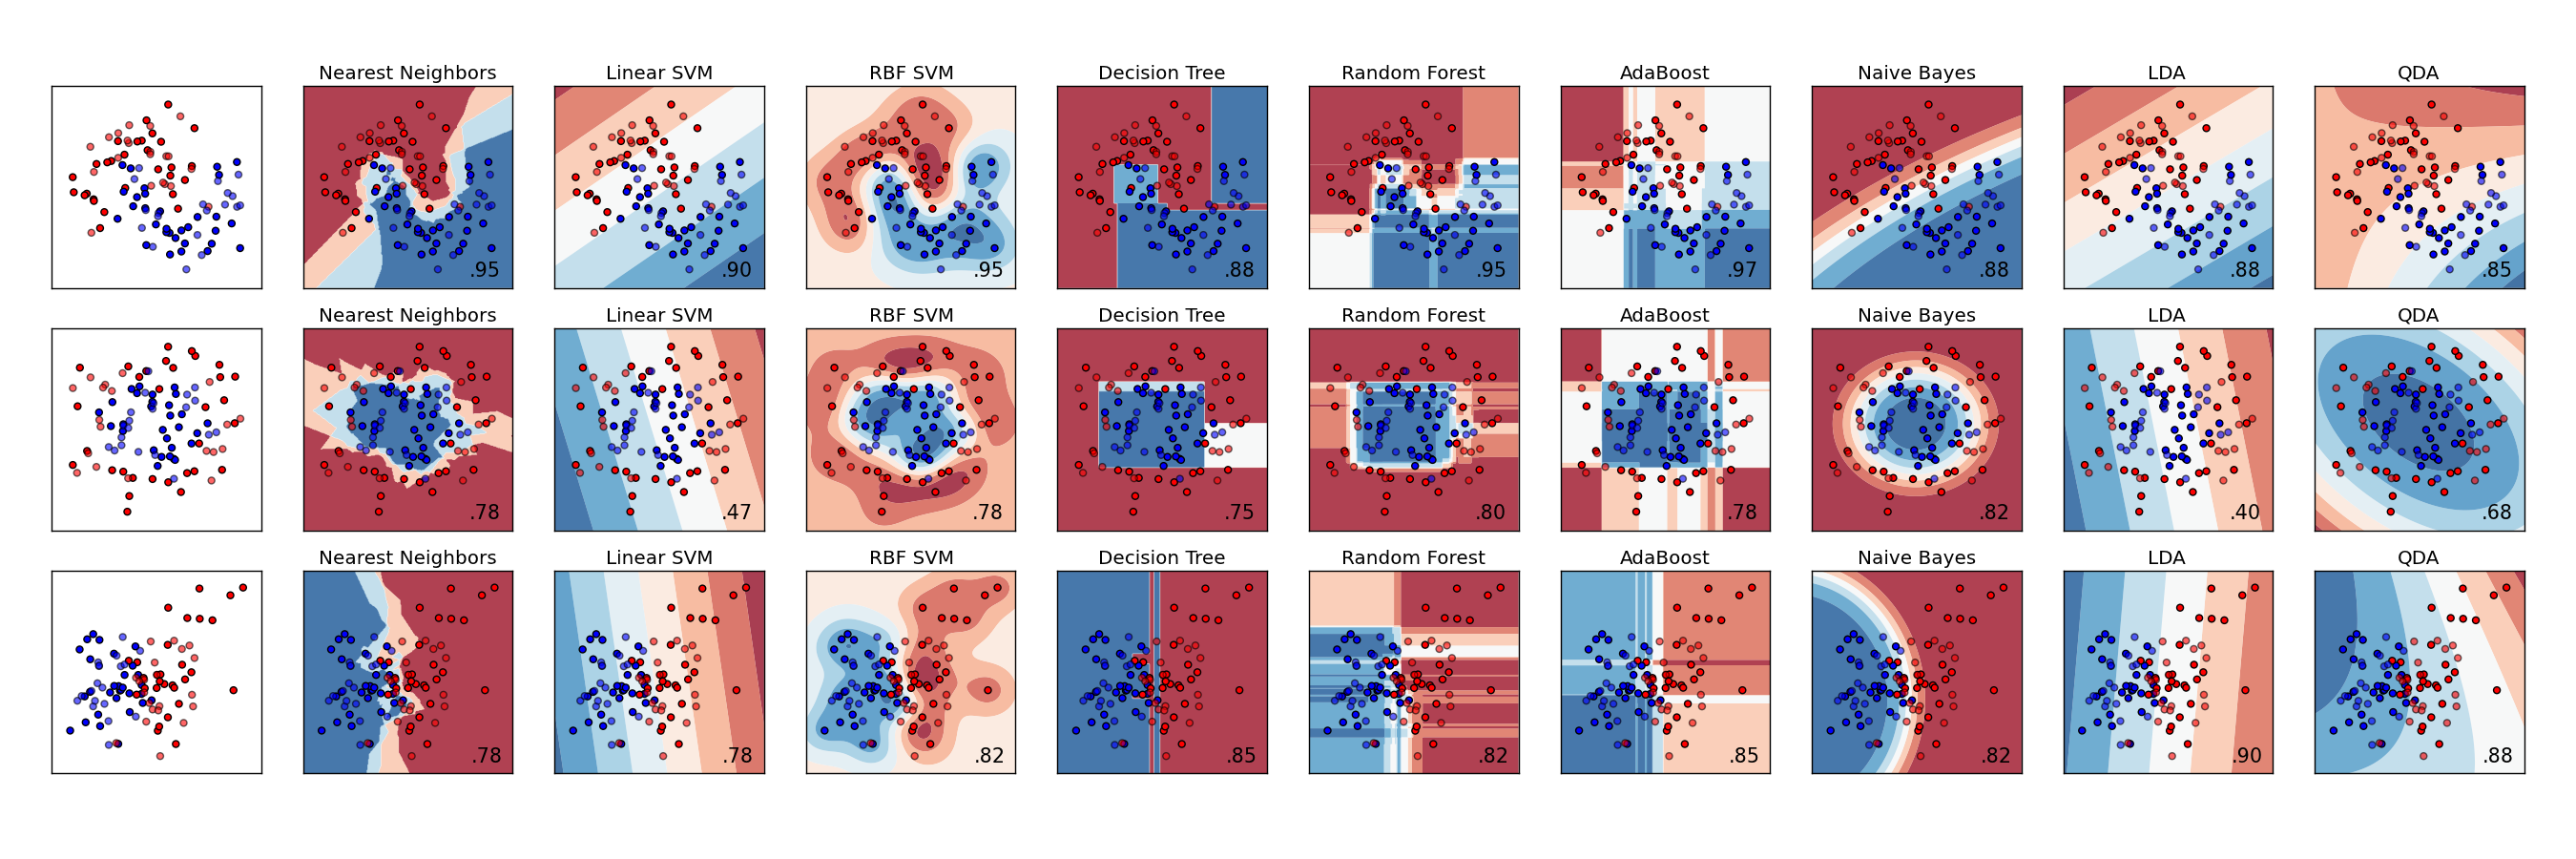 Nearest Neighbors Linear SVM RBF SVM Decision Tree Random Forest AdaBoost Naive Bayes LDA QDA
.95 .90 .95 .88 .95 .97 .88 .88 .85
Nearest Neighbors Linear SVM RBF SVM Decision Tree Random Forest AdaBoost Naive Bayes LDA QDA
.78 .47 .78 .75 .80 .78 .82 .40 .68
Nearest Neighbors Linear SVM RBF SVM Decision Tree Random Forest AdaBoost Naive Bayes LDA QDA
.78 .78 .82 .85 .82 .85 .82 .90 .88